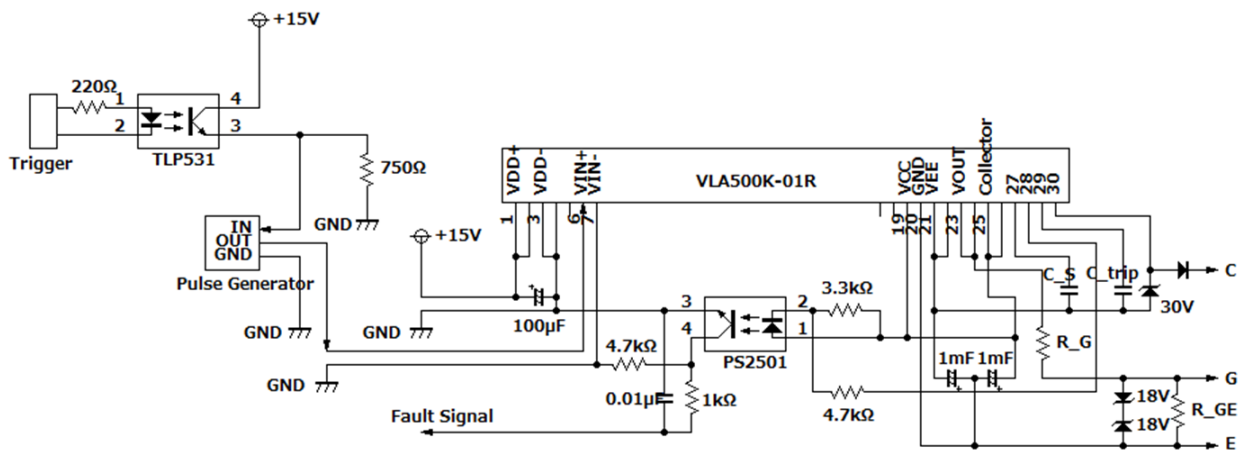 +15V
220Ω
1
2
4
3
Trigger
TLP531
750Ω
GND
IN
OUT
GND
Pulse Generator
GND
VDD+
VDD-
VIN+
VIN-
VLA500K-01R
VCC
GND
VEE
VOUT
Collector
27
28
29
30
1
3
6
7
19
20
21
23
25
+15V
100μF
GND
GND
4.7kΩ
0.01μF
1kΩ
Fault Signal
3
4
2
1
PS2501
3.3kΩ
4.7kΩ
C_S
C_trip
30V
C
R_G
1mF
1mF
G
18V
18V
R_GE
E